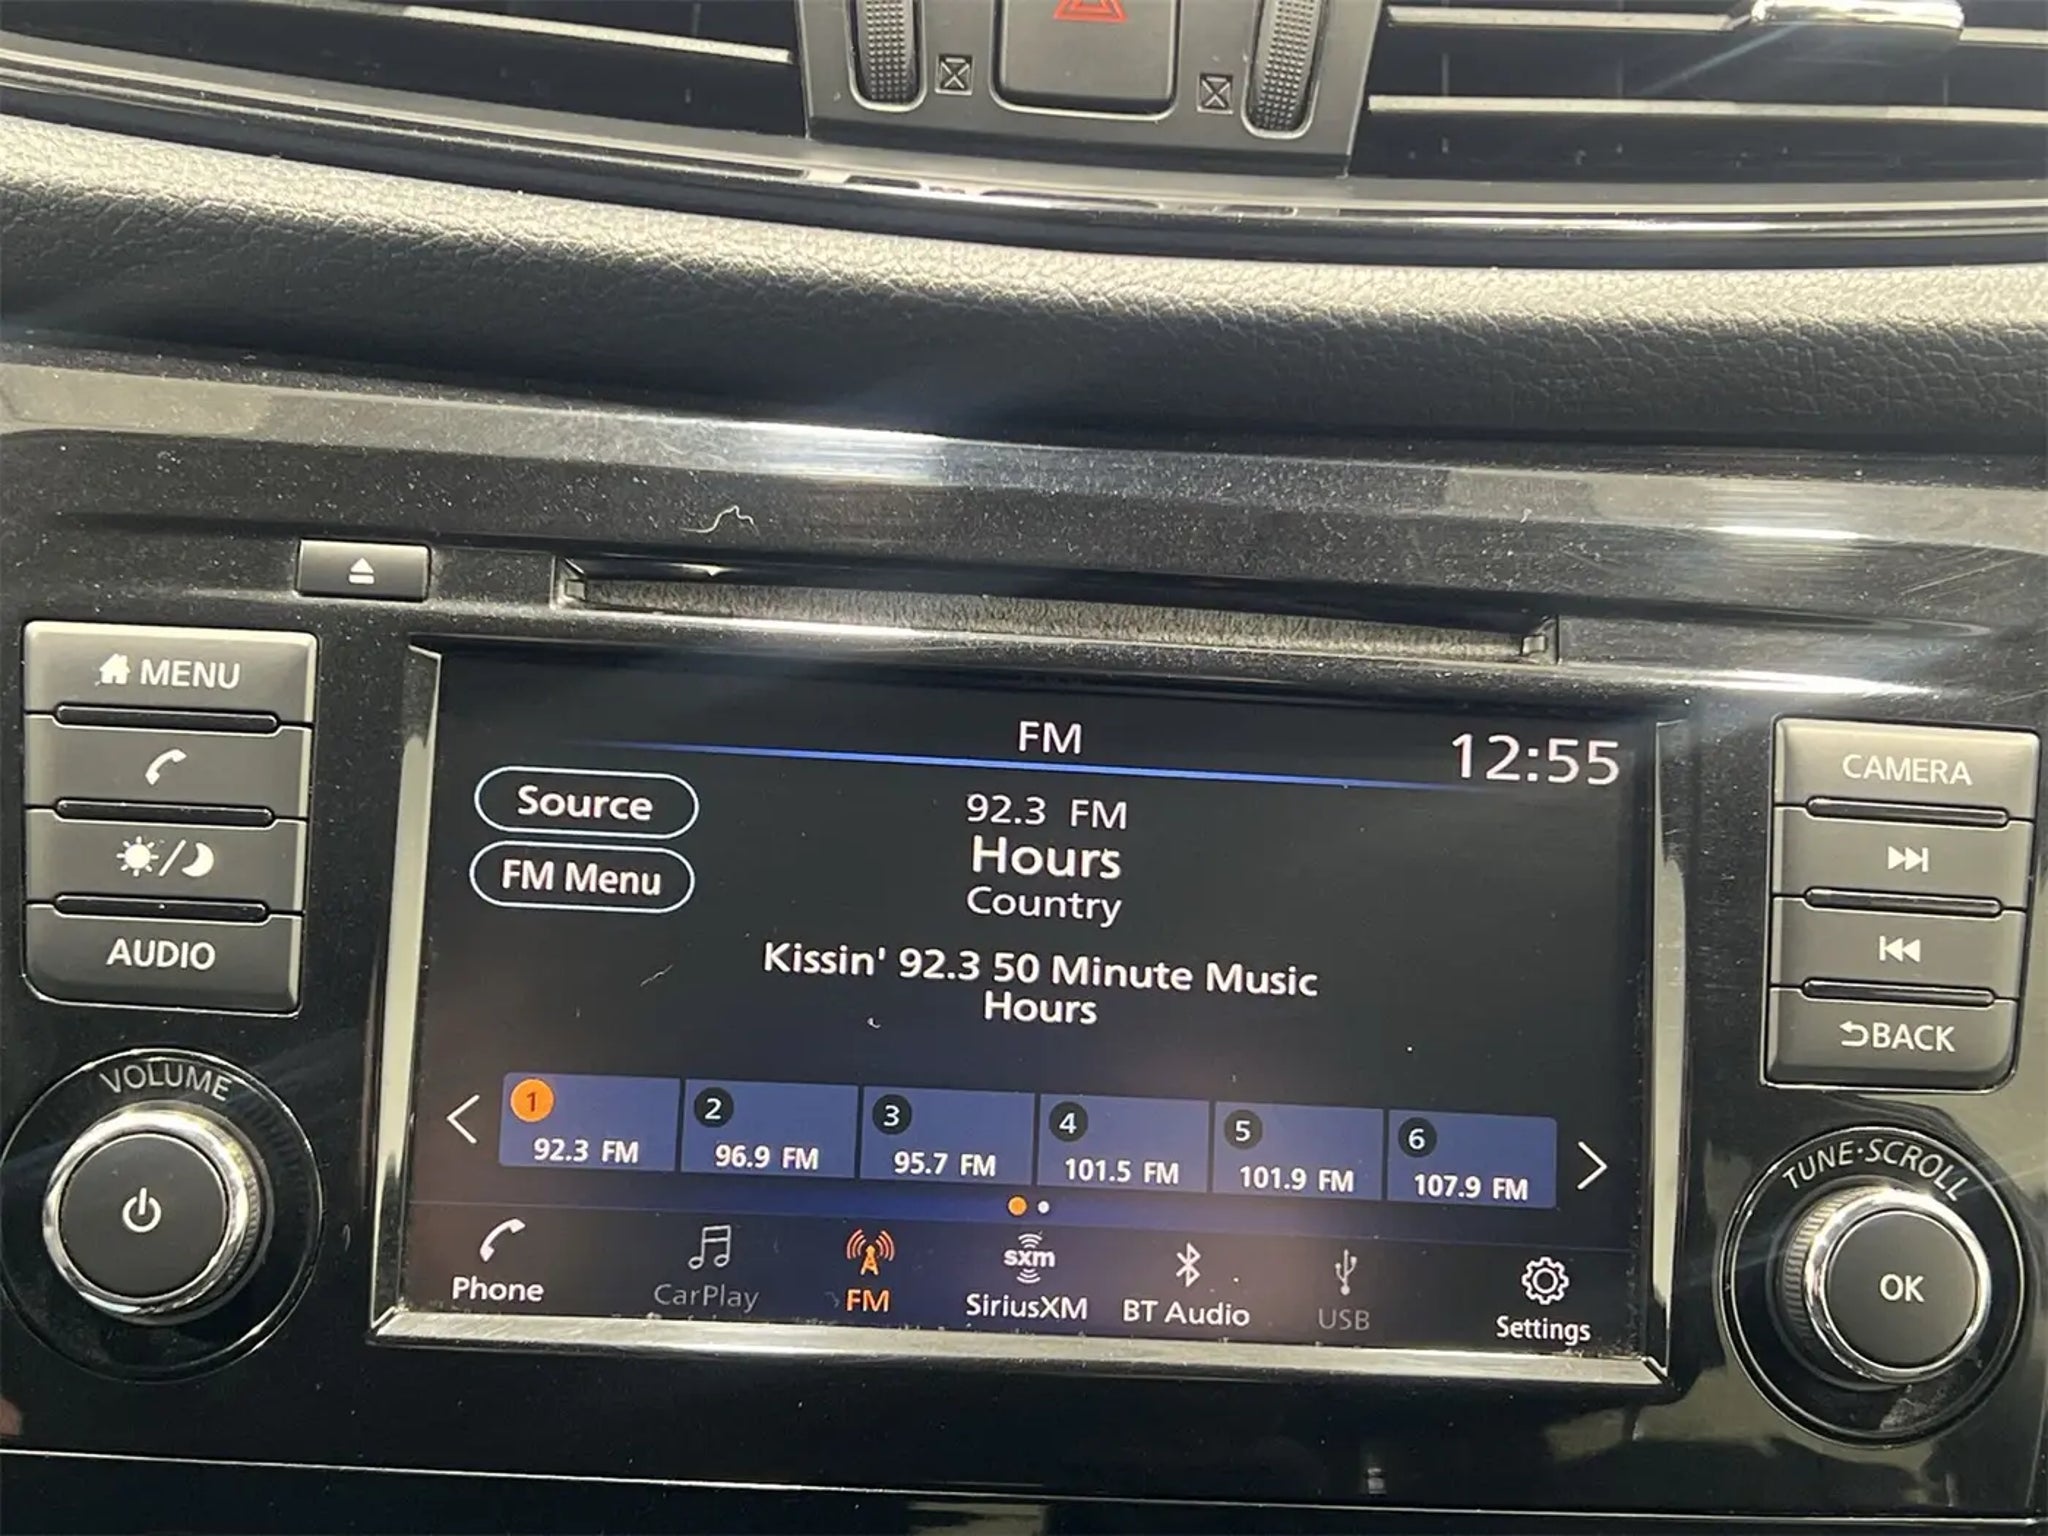 MENU
AUDIO
VOLUME
FM
12:55
Source
FM Menu
92.3 FM
Hours
Country
Kissin' 92.3 50 Minute Music
Hours
1
92.3 FM
2
96.9 FM
3
95.7 FM
4
101.5 FM
5
101.9 FM
6
107.9 FM
Phone
CarPlay
FM
sxm
SiriusXM
BT Audio
USB
Settings
CAMERA
BACK
TUNE·SCROLL
OK